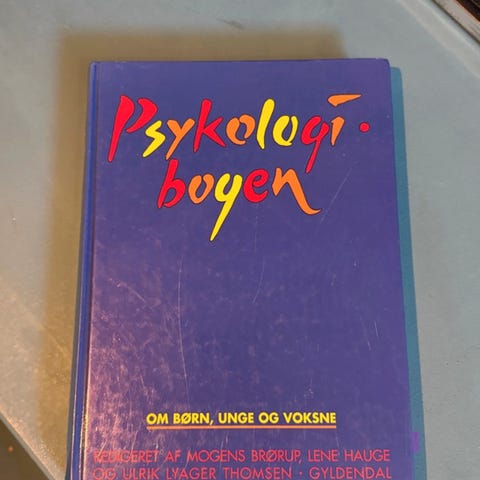 Psykologi·
bogen
OM BØRN, UNGE OG VOKSNE
REDIGERET AF MOGENS BRØRUP, LENE HAUGE
OG ULRIK LYAGER THOMSEN · GYLDENDAL